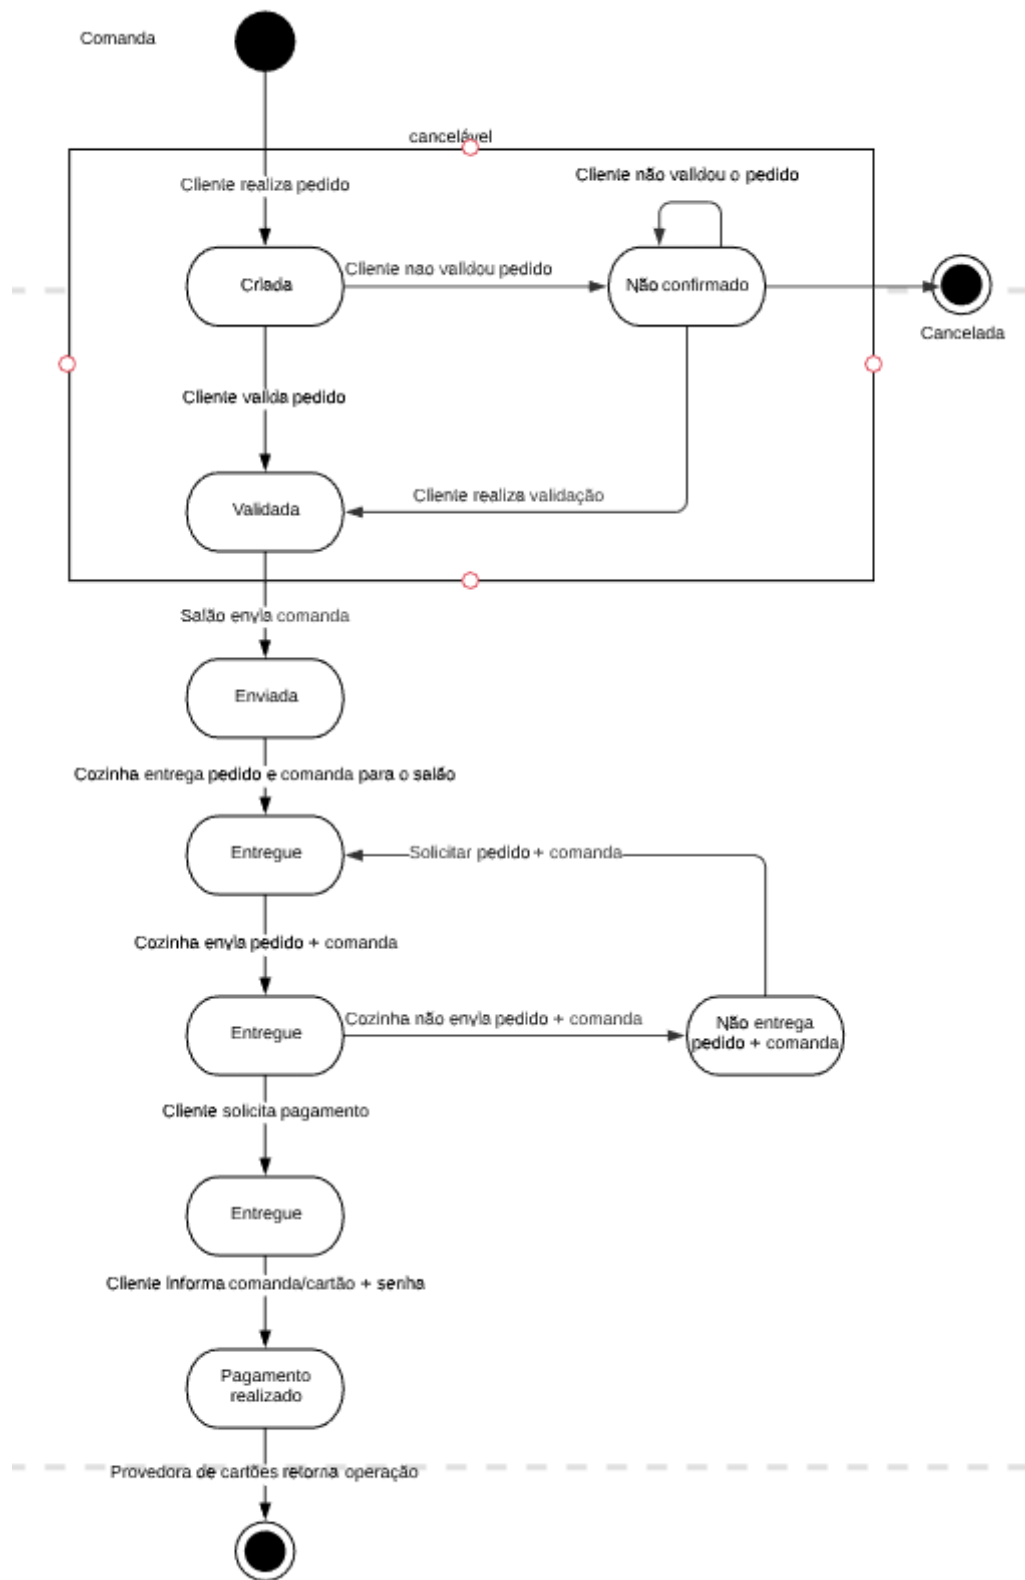 Comanda
cancelável
Cliente realiza pedido
Cliente não validou o pedido
Criada
Cliente nao validou pedido
Não confirmado
Cancelada
Cliente valida pedido
Validada
Cliente realiza validação
Salão envia comanda
Enviada
Cozinha entrega pedido e comanda para o salão
Entregue
Solicitar pedido + comanda
Cozinha envia pedido + comanda
Entregue
Cozinha não envia pedido + comanda
Não entrega
pedido + comanda
Cliente solicita pagamento
Entregue
Cliente informa comanda/cartão + senha
Pagamento
realizado
Provedora de cartões retorna operação